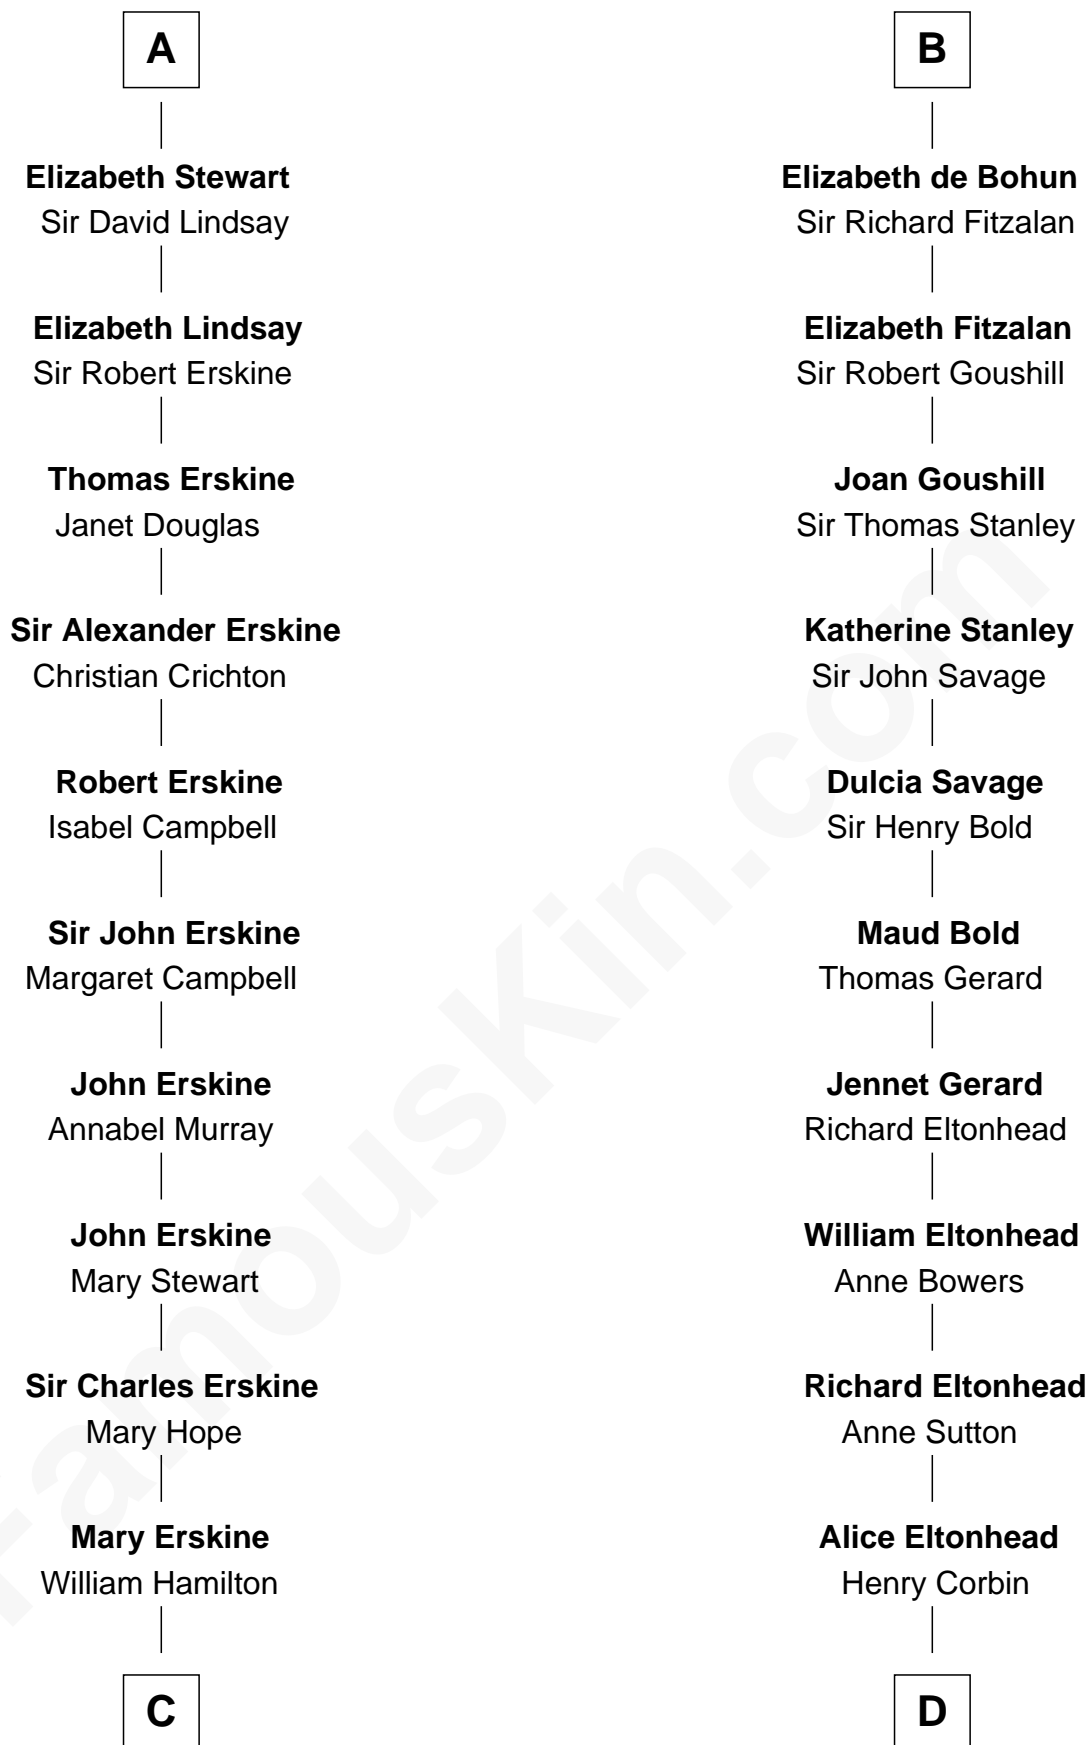 A
Elizabeth Stewart
Sir David Lindsay
Elizabeth Lindsay
Sir Robert Erskine
Thomas Erskine
Janet Douglas
Sir Alexander Erskine
Christian Crichton
Robert Erskine
Isabel Campbell
Sir John Erskine
Margaret Campbell
John Erskine
Annabel Murray
John Erskine
Mary Stewart
Sir Charles Erskine
Mary Hope
Mary Erskine
William Hamilton
C
B
Elizabeth de Bohun
Sir Richard Fitzalan
Elizabeth Fitzalan
Sir Robert Goushill
Joan Goushill
Sir Thomas Stanley
Katherine Stanley
Sir John Savage
Dulcia Savage
Sir Henry Bold
Maud Bold
Thomas Gerard
Jennet Gerard
Richard Eltonhead
William Eltonhead
Anne Bowers
Richard Eltonhead
Anne Sutton
Alice Eltonhead
Henry Corbin
D
FamousKin.com